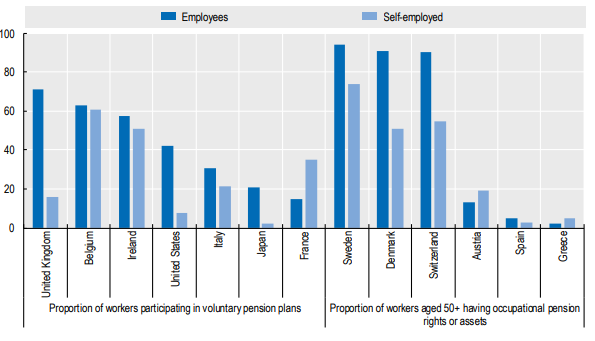 Employees
Self-employed
100
80
60
40
20
0
United Kingdom
Belgium
Ireland
United States
Italy
Japan
France
Sweden
Denmark
Switzerland
Austria
Spain
Greece
Proportion of workers participating in voluntary pension plans
Proportion of workers aged 50+ having occupational pension
rights or assets